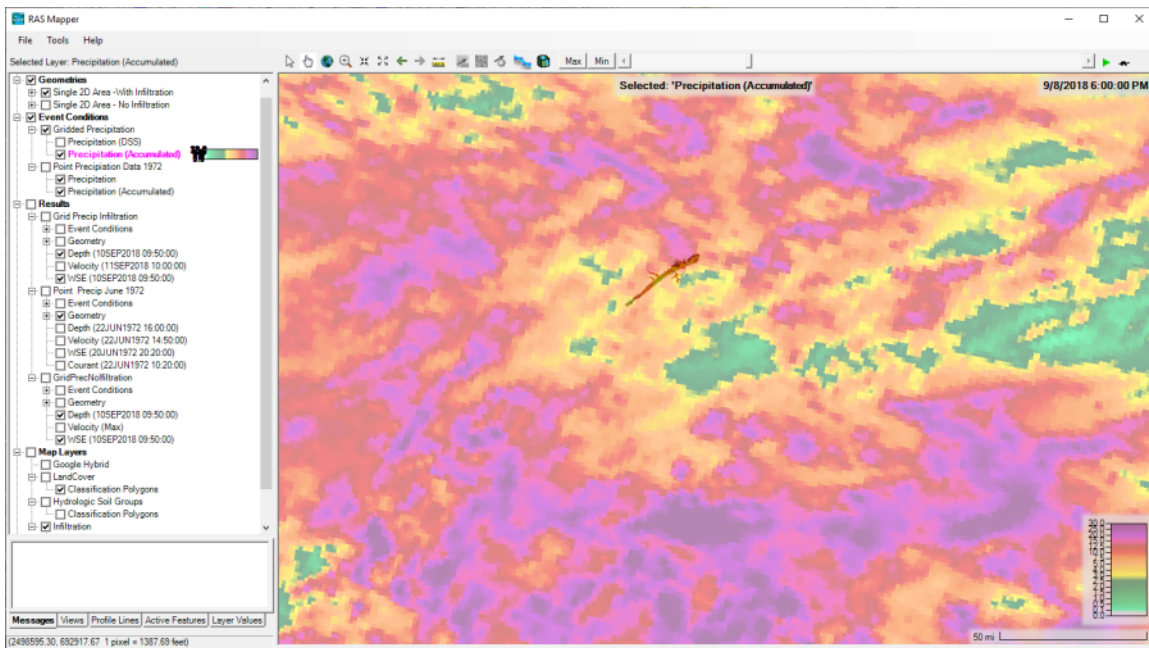 RAS Mapper
File Tools Help
Selected Layer: Precipitation (Accumulated)
Max Min
Geometries
Single 2D Area -With Infiltration
Single 2D Area - No Infiltration
Event Conditions
Gridded Precipitation
Precipitation (DSS)
Precipitation (Accumulated)
Point Precipiation Data 1972
Precipitation
Precipitation (Accumulated)
Results
Grid Precip Infiltration
Event Conditions
Geometry
Depth (10SEP2018 09:50:00)
Velocity (11SEP2018 10:00:00)
WSE (10SEP2018 09:50:00)
Point Precip June 1972
Event Conditions
Geometry
Depth (22JUN1972 16:00:00)
Velocity (22JUN1972 14:50:00)
WSE (20JUN1972 20:20:00)
Courant (22JUN1972 10:20:00)
GridPrecNoIfiltration
Event Conditions
Geometry
Depth (10SEP2018 09:50:00)
Velocity (Max)
WSE (10SEP2018 09:50:00)
Map Layers
Google Hybrid
LandCover
Classification Polygons
Hydrologic Soil Groups
Classification Polygons
Infiltration
Messages Views Profile Lines Active Features Layer Values
(2498595.30, 692917.67 1 pixel = 1387.69 feet)
Selected: 'Precipitation (Accumulated)'
9/8/2018 6:00:00 PM
50 mi